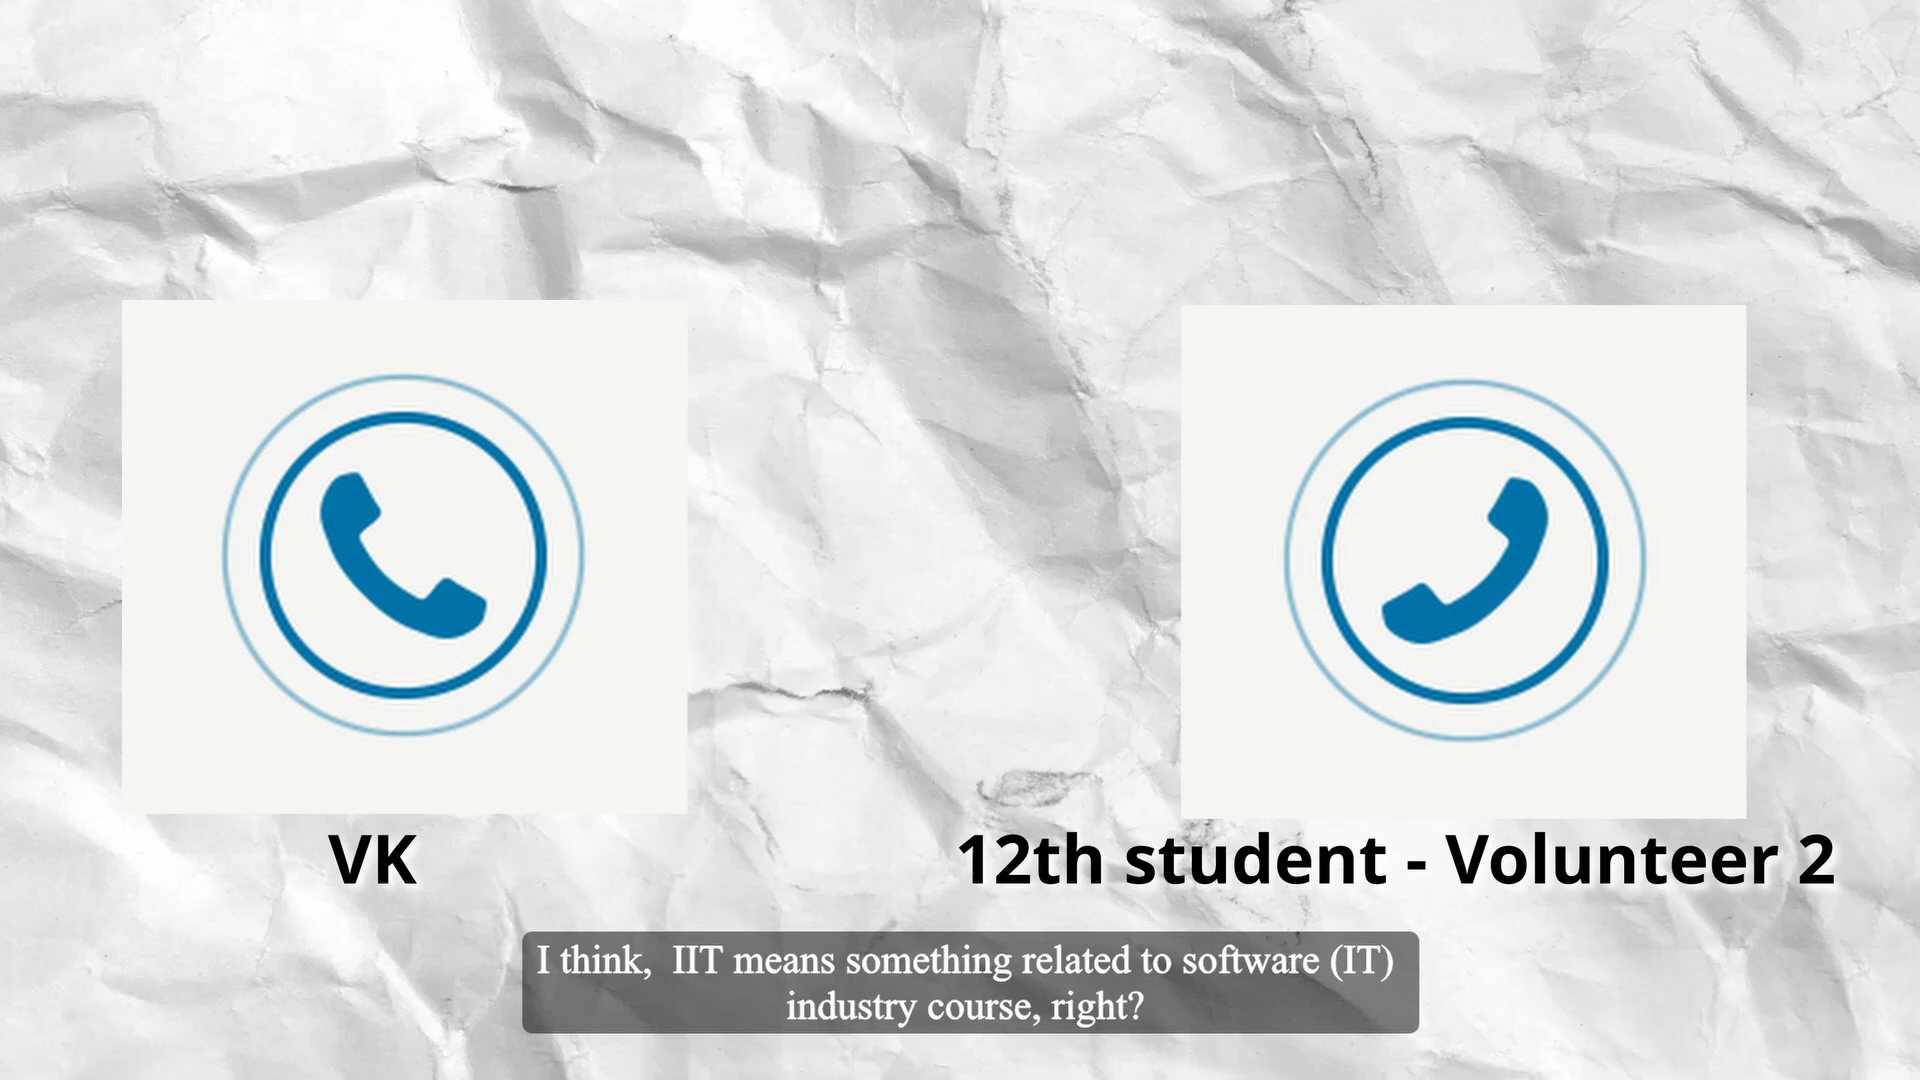 VK
12th student - Volunteer 2
I think,  IIT means something related to software (IT)
industry course, right?